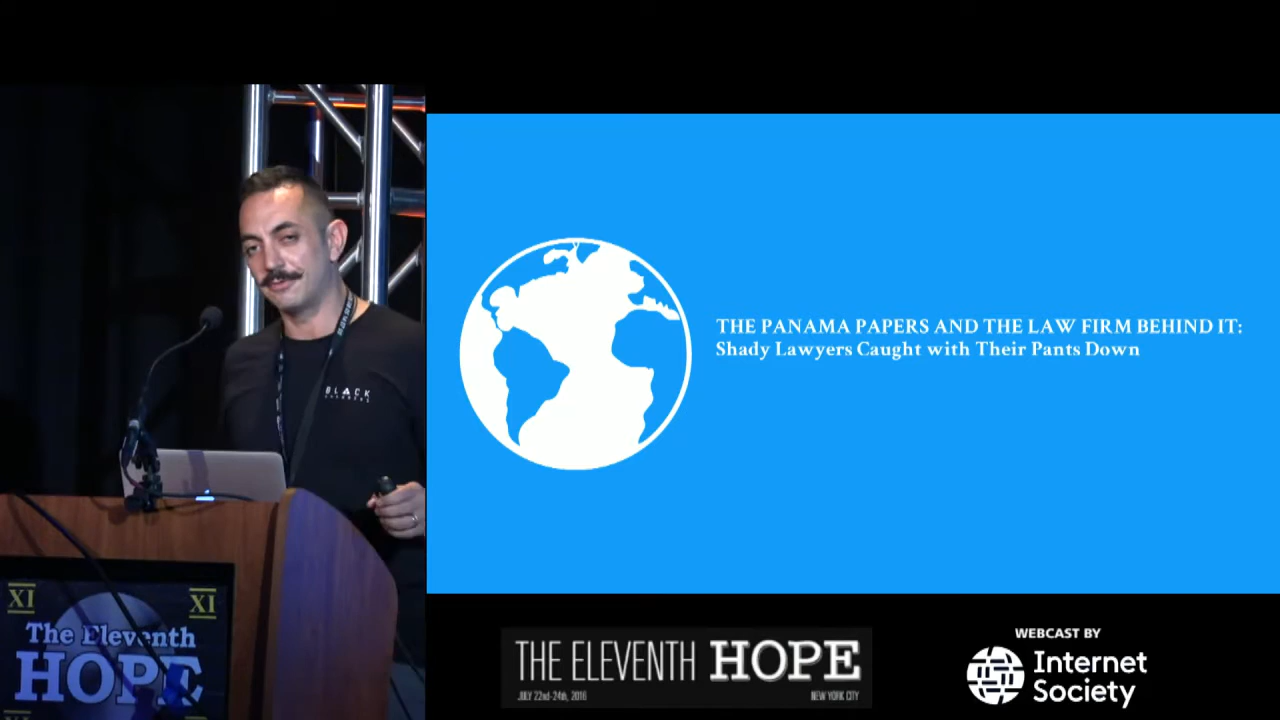 THE PANAMA PAPERS AND THE LAW FIRM BEHIND IT:
Shady Lawyers Caught with Their Pants Down
BLACK
XI
XI
The Eleventh
HOPE
XI
THE ELEVENTH HOPE
JULY 22nd-24th, 2016
NEW YORK CITY
WEBCAST BY
Internet
Society